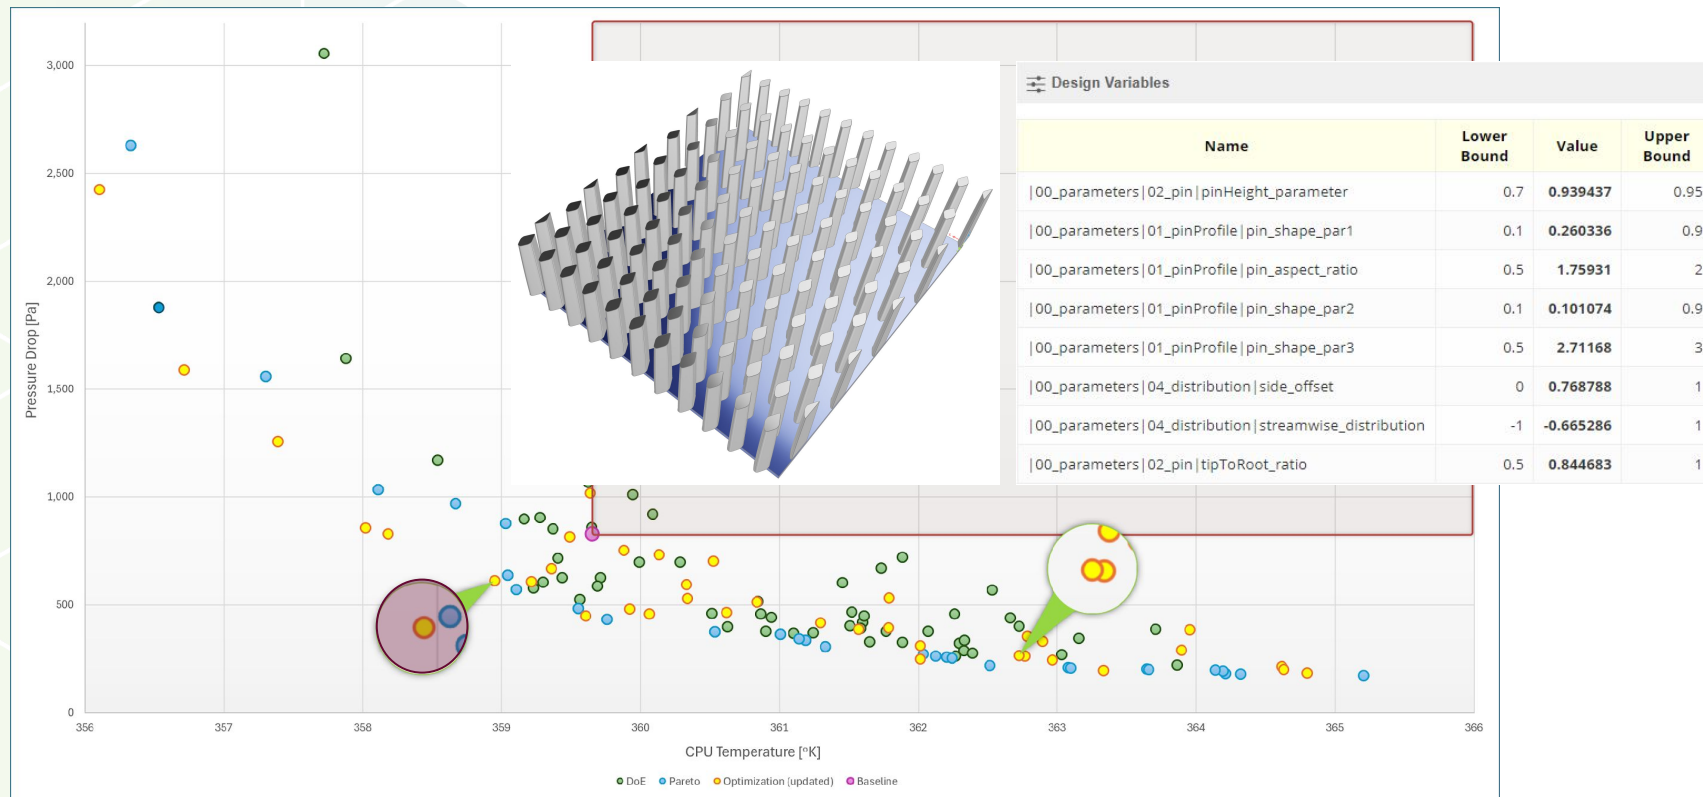 Design Variables
Name Lower Bound Value Upper Bound
|00_parameters|02_pin|pinHeight_parameter 0.7 0.939437 0.95
|00_parameters|01_pinProfile|pin_shape_par1 0.1 0.260336 0.9
|00_parameters|01_pinProfile|pin_aspect_ratio 0.5 1.75931 2
|00_parameters|01_pinProfile|pin_shape_par2 0.1 0.101074 0.9
|00_parameters|01_pinProfile|pin_shape_par3 0.5 2.71168 3
|00_parameters|04_distribution|side_offset 0 0.768788 1
|00_parameters|04_distribution|streamwise_distribution -1 -0.665286 1
|00_parameters|02_pin|tipToRoot_ratio 0.5 0.844683 1
Pressure Drop [Pa]
3,000
2,500
2,000
1,500
1,000
500
0
356 357 358 359 360 361 362 363 364 365 366
CPU Temperature [°K]
DoE Pareto Optimization (updated) Baseline